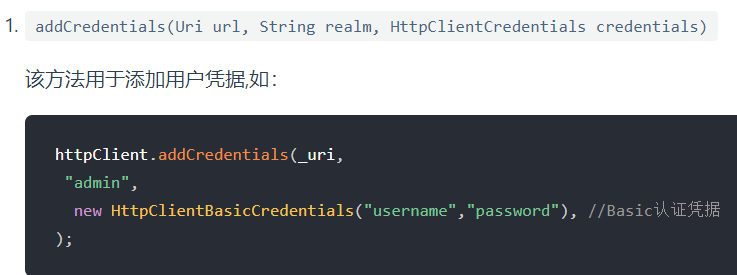 1. addCredentials(Uri url, String realm, HttpClientCredentials credentials)
该方法用于添加用户凭据,如：
httpClient.addCredentials(_uri,
"admin",
new HttpClientBasicCredentials("username","password"), //Basic认证凭据
);